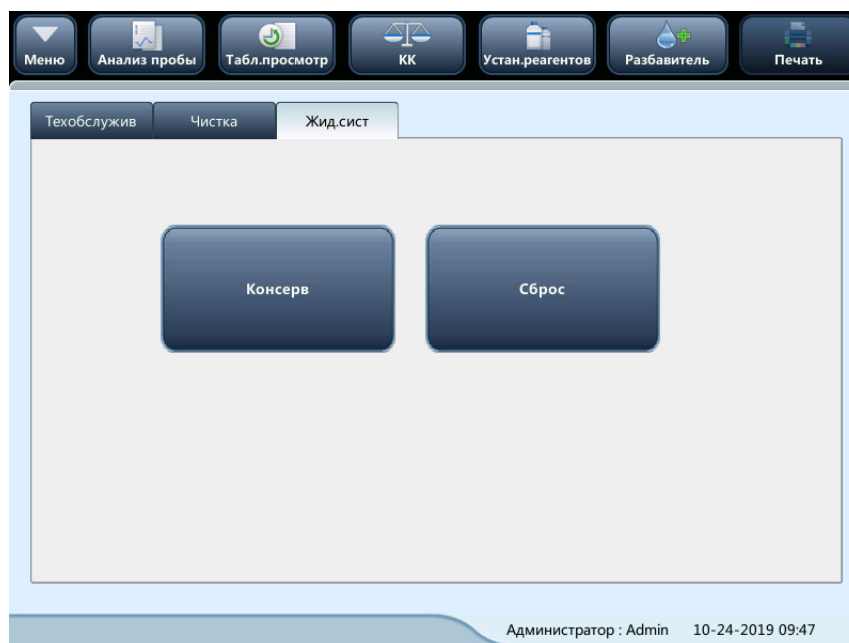 Меню
Анализ пробы
Табл.просмотр
КК
Устан.реагентов
Разбавитель
Печать
Техобслужив
Чистка
Жид.сист
Консерв
Сброс
Администратор : Admin
10-24-2019 09:47